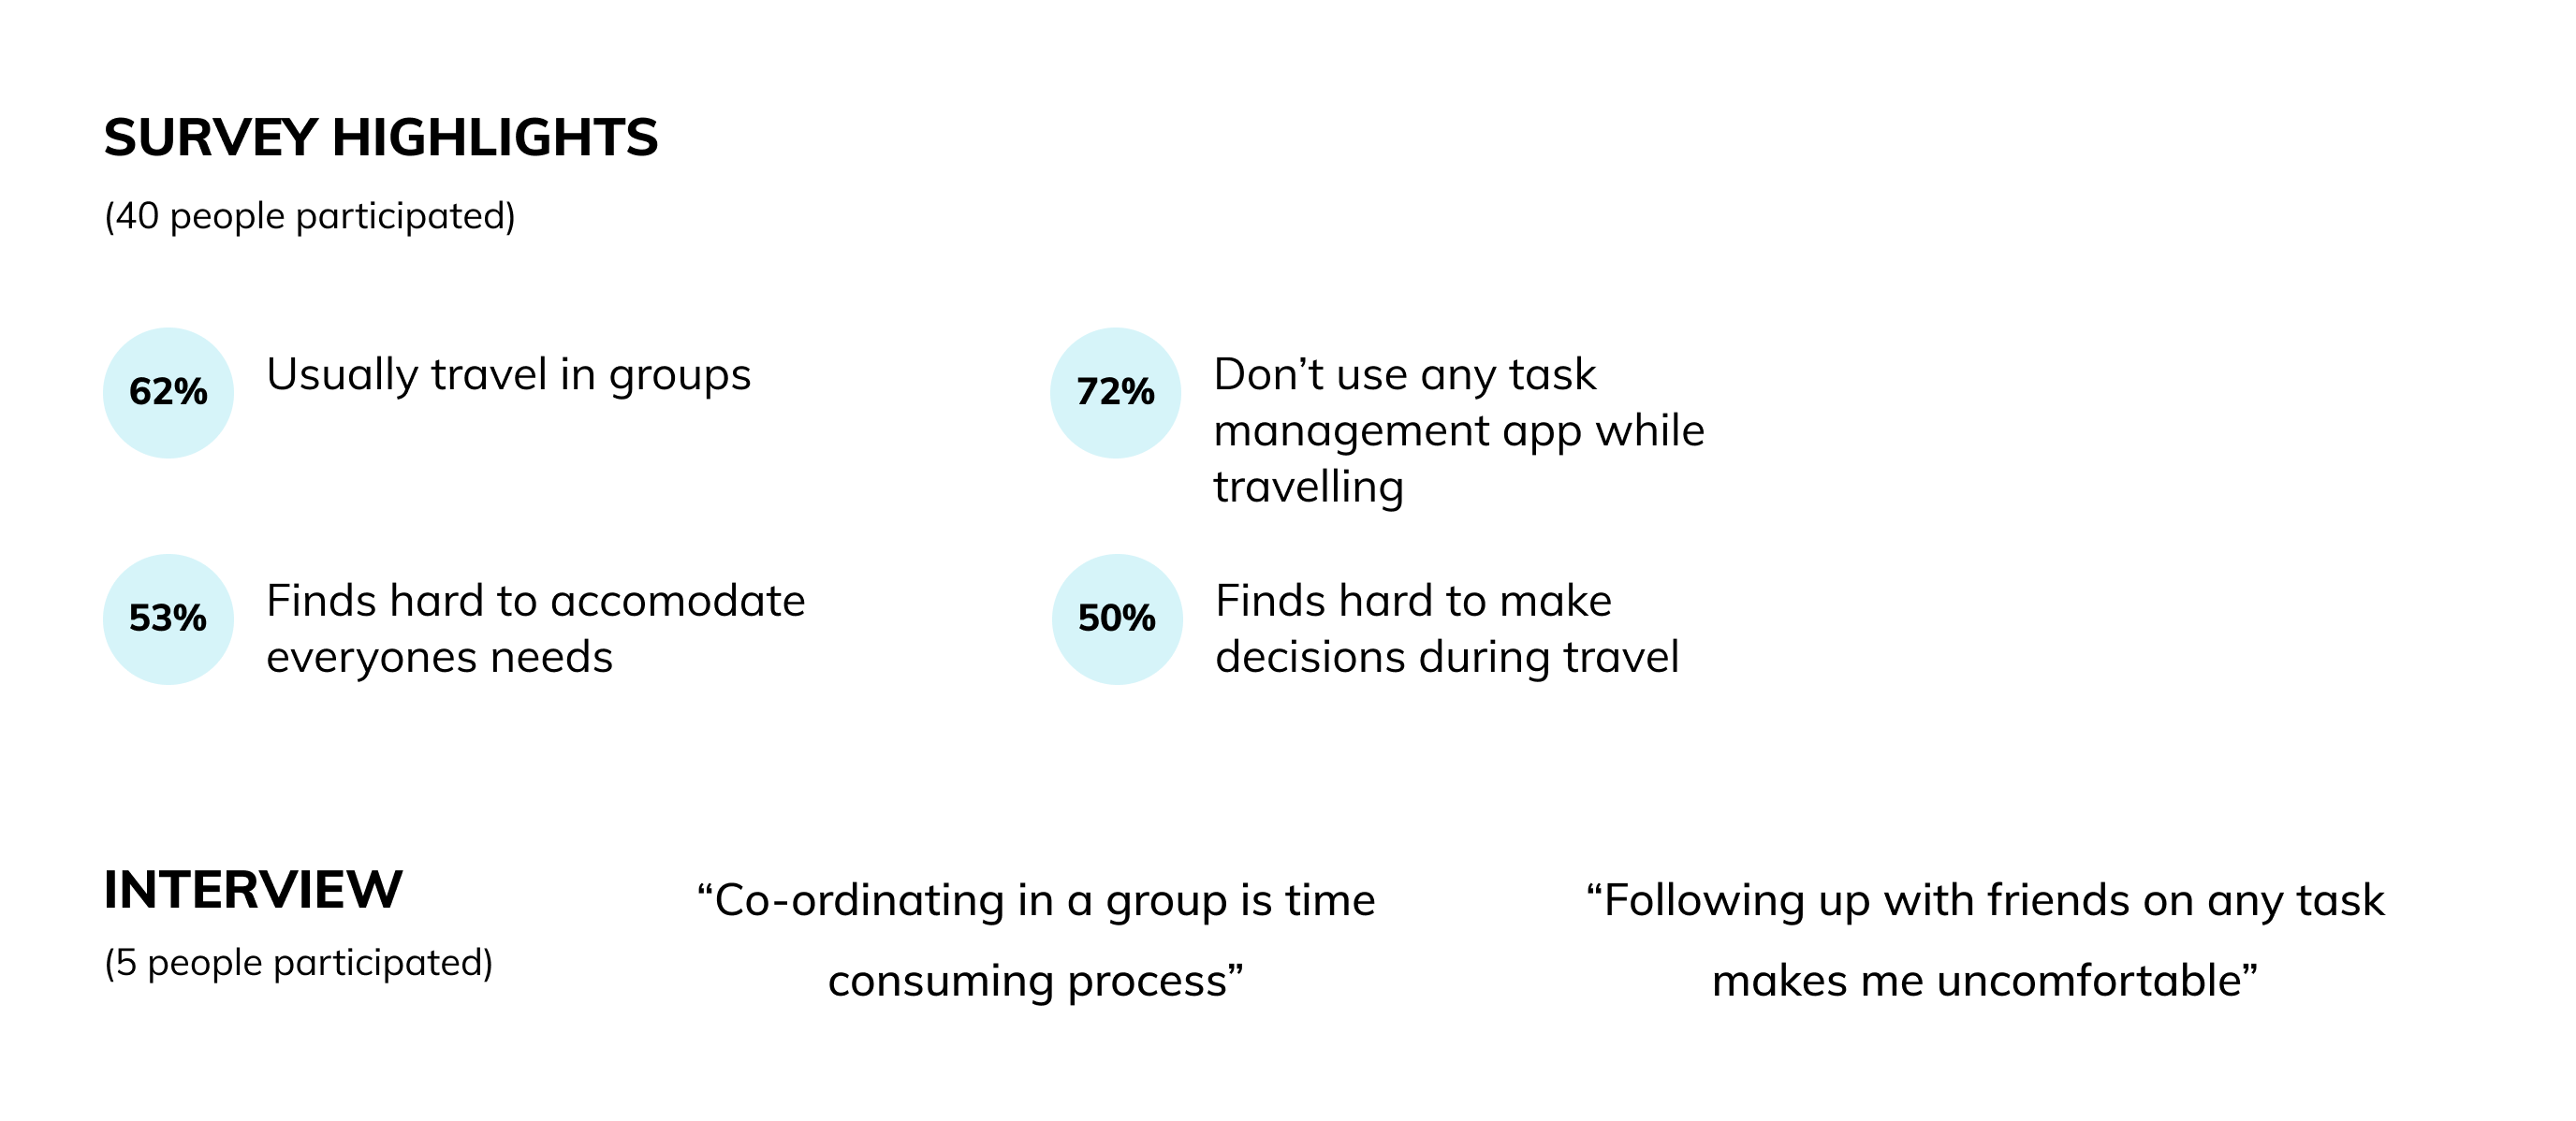 SURVEY HIGHLIGHTS
(40 people participated)
62%
Usually travel in groups
72%
Don’t use any task
management app while
travelling
53%
Finds hard to accomodate
everyones needs
50%
Finds hard to make
decisions during travel
INTERVIEW
(5 people participated)
“Co-ordinating in a group is time
consuming process”
“Following up with friends on any task
makes me uncomfortable”